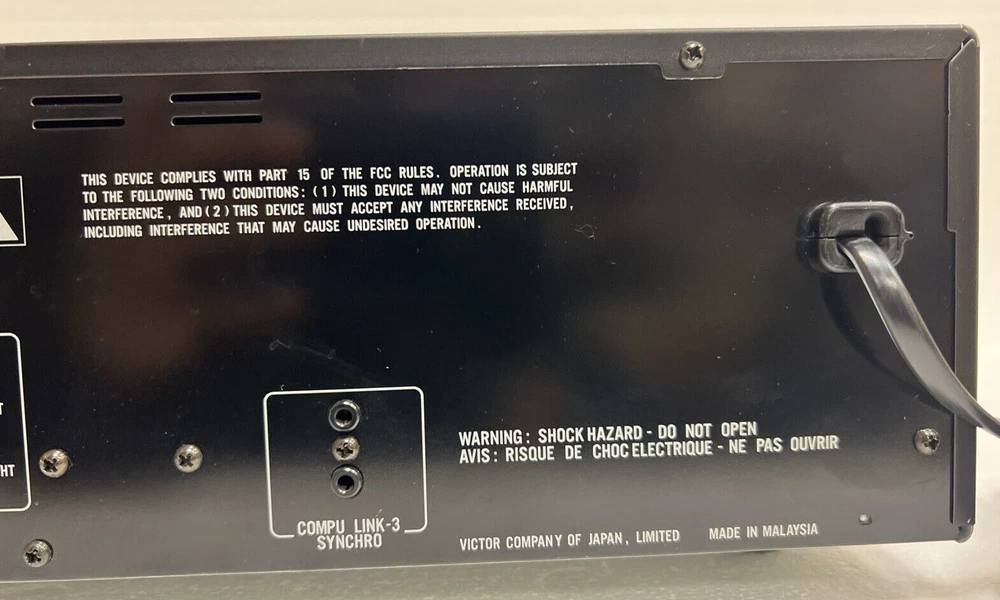 THIS DEVICE COMPLIES WITH PART 15 OF THE FCC RULES. OPERATION IS SUBJECT
TO THE FOLLOWING TWO CONDITIONS: (1) THIS DEVICE MAY NOT CAUSE HARMFUL
INTERFERENCE, AND (2) THIS DEVICE MUST ACCEPT ANY INTERFERENCE RECEIVED,
INCLUDING INTERFERENCE THAT MAY CAUSE UNDESIRED OPERATION.
T
HT
COMPU LINK-3
SYNCHRO
WARNING: SHOCK HAZARD - DO NOT OPEN
AVIS: RISQUE DE CHOC ELECTRIQUE - NE PAS OUVRIR
VICTOR COMPANY OF JAPAN, LIMITED MADE IN MALAYSIA